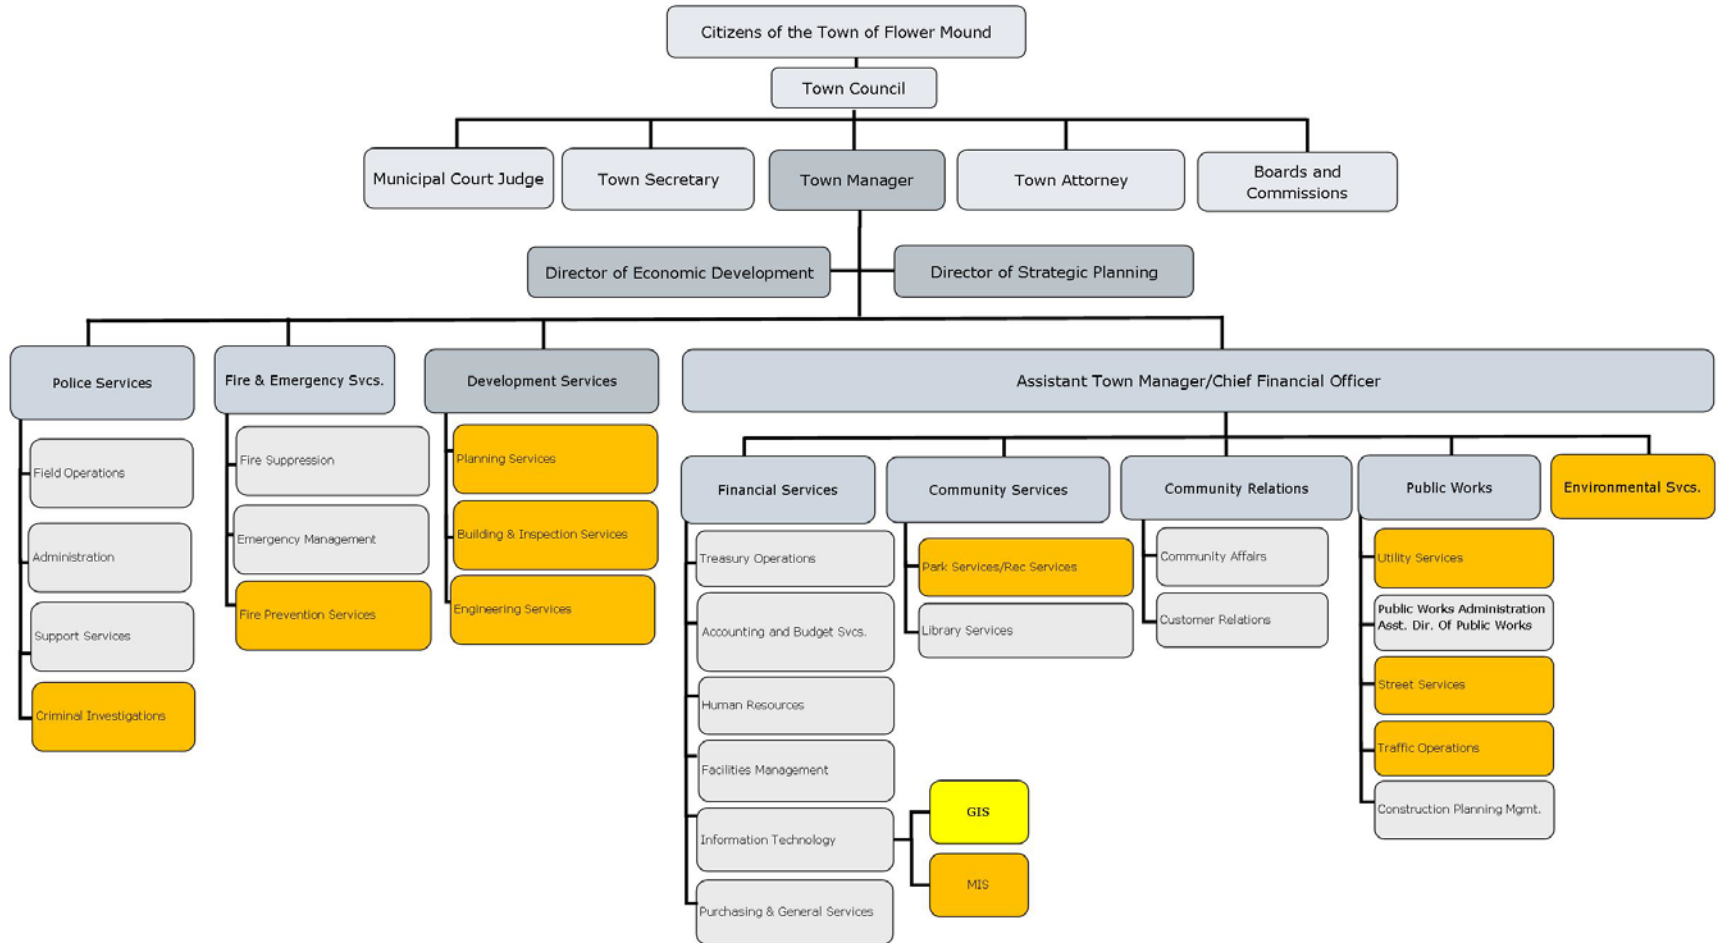 Citizens of the Town of Flower Mound
Town Council
Municipal Court Judge
Town Secretary
Town Manager
Town Attorney
Boards and
Commissions
Director of Economic Development
Director of Strategic Planning
Police Services
Fire & Emergency Svcs.
Development Services
Assistant Town Manager/Chief Financial Officer
Field Operations
Administration
Support Services
Criminal Investigations
Fire Suppression
Emergency Management
Fire Prevention Services
Planning Services
Building & Inspection Services
Engineering Services
Financial Services
Community Services
Community Relations
Public Works
Environmental Svcs.
Treasury Operations
Accounting and Budget Svcs.
Human Resources
Facilities Management
Information Technology
Purchasing & General Services
GIS
MIS
Park Services/Rec Services
Library Services
Community Affairs
Customer Relations
Utility Services
Public Works Administration
Asst. Dir. Of Public Works
Street Services
Traffic Operations
Construction Planning Mgmt.